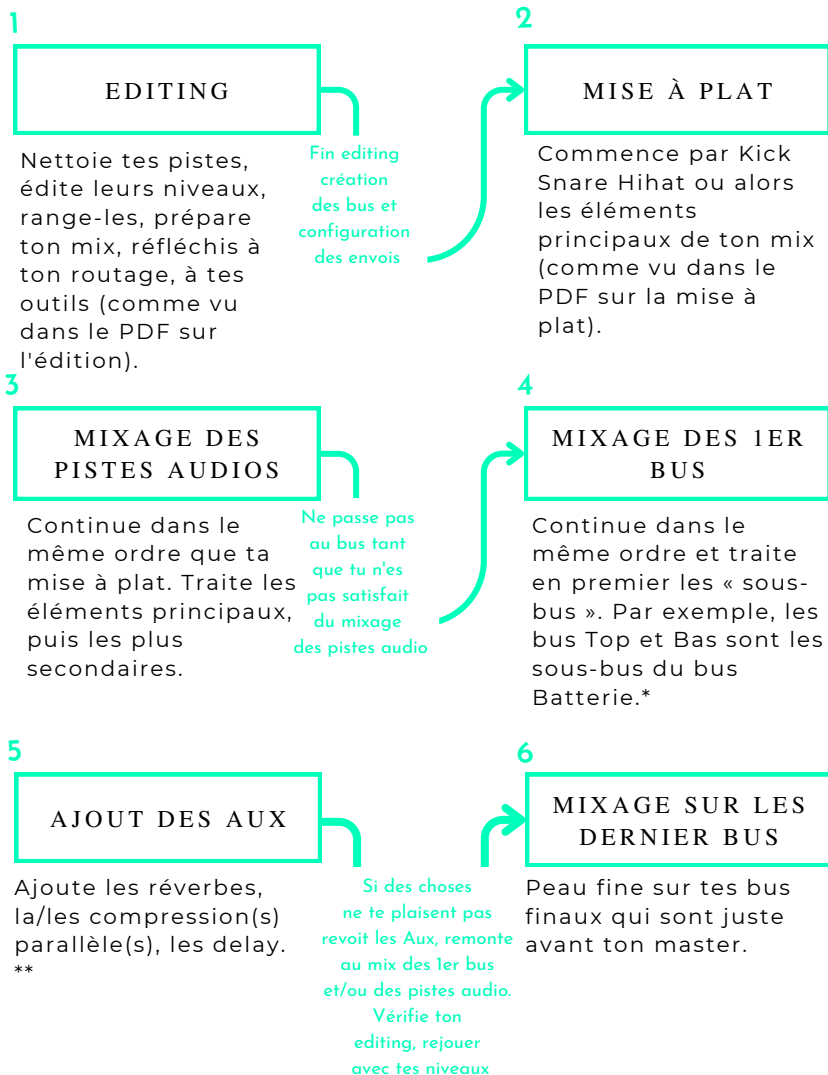 1
EDITING
Nettoie tes pistes,
édite leurs niveaux,
range-les, prépare
ton mix, réfléchis à
ton routage, à tes
outils (comme vu
dans le PDF sur
l'édition).
Fin editing
création
des bus et
configuration
des envois
2
MISE À PLAT
Commence par Kick
Snare Hihat ou alors
les éléments
principaux de ton mix
(comme vu dans le
PDF sur la mise à
plat).
3
MIXAGE DES
PISTES AUDIOS
Continue dans le
même ordre que ta
mise à plat. Traite les
éléments principaux,
puis les plus
secondaires.
Ne passe pas
au bus tant
que tu n'es
pas satisfait
du mixage
des pistes audio
4
MIXAGE DES 1ER
BUS
Continue dans le
même ordre et traite
en premier les « sous-
bus ». Par exemple, les
bus Top et Bas sont les
sous-bus du bus
Batterie.*
5
AJOUT DES AUX
Ajoute les réverbes,
la/les compression(s)
parallèle(s), les delay.
**
Si des choses
ne te plaisent pas
revoit les Aux, remonte
au mix des 1er bus
et/ou des pistes audio.
Vérifie ton
editing, rejouer
avec tes niveaux
6
MIXAGE SUR LES
DERNIER BUS
Peau fine sur tes bus
finaux qui sont juste
avant ton master.